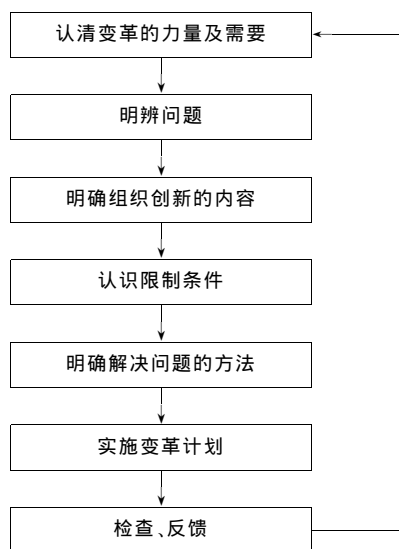 认清变革的力量及需要
明辨问题
明确组织创新的内容
认识限制条件
明确解决问题的方法
实施变革计划
检查、反馈